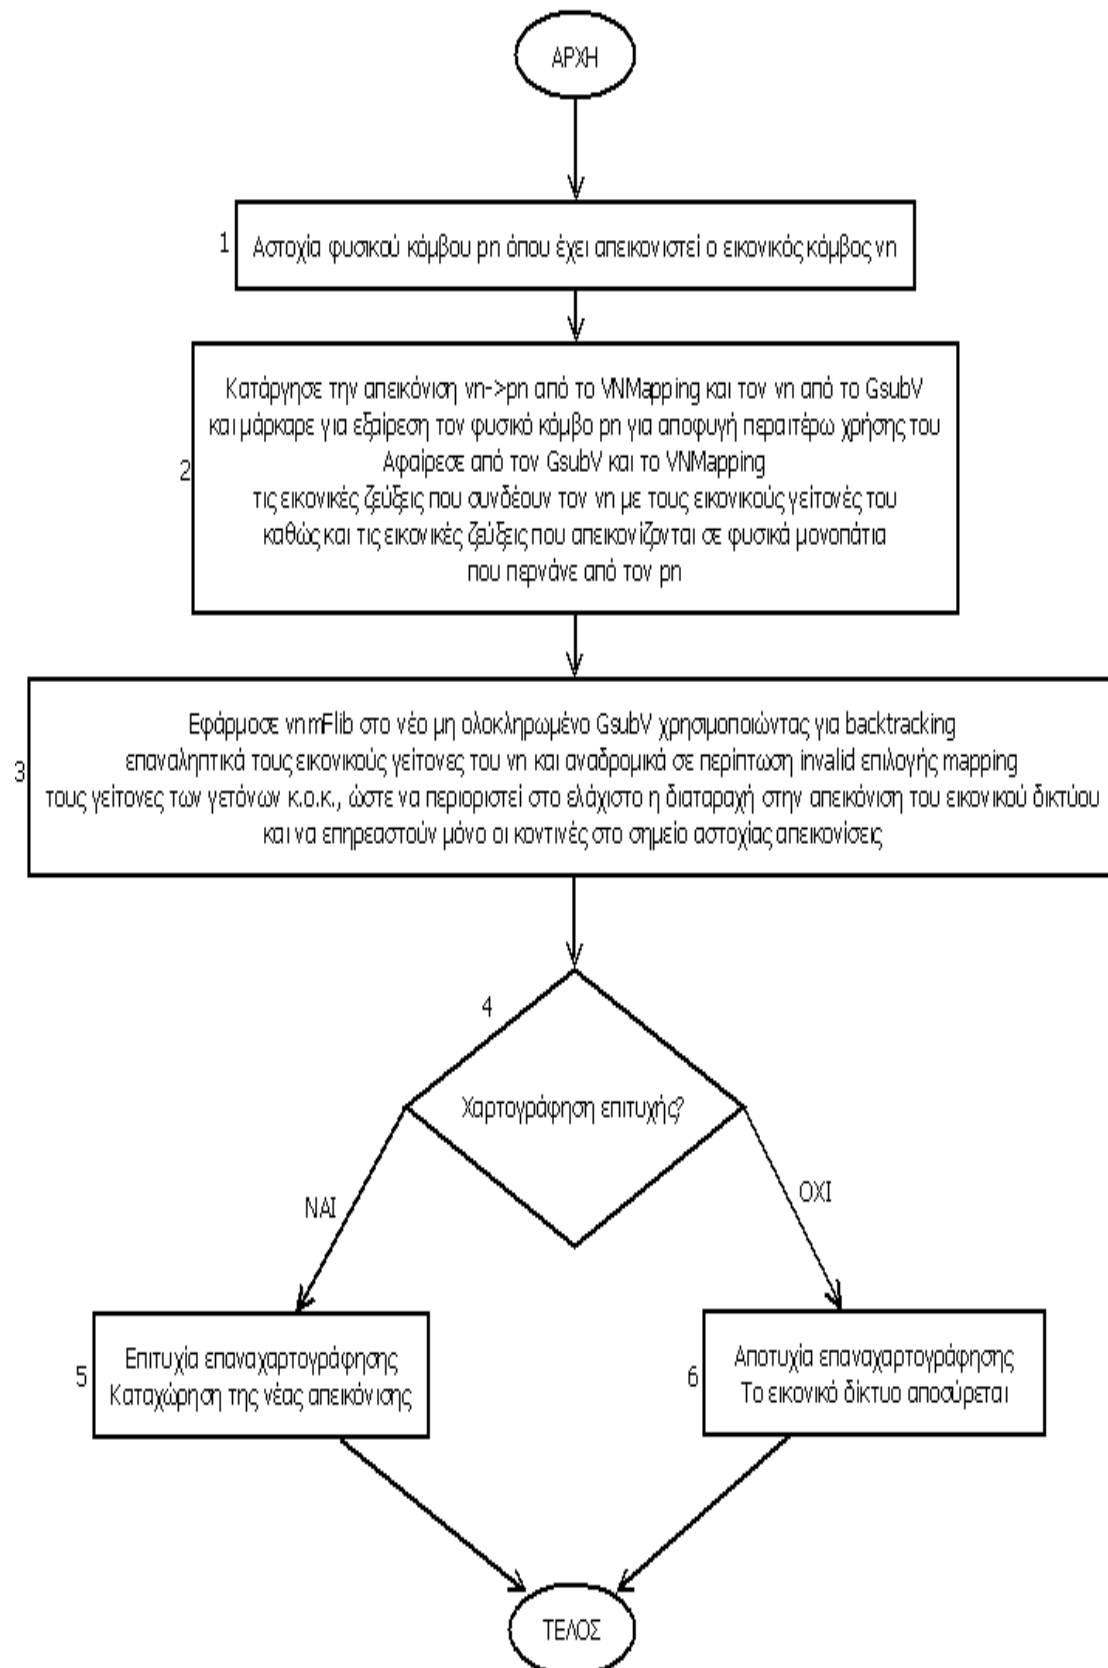 ΑΡΧΗ
1
Αστοχία φυσικού κόμβου pn όπου έχει απεικονιστεί ο εικονικός κόμβος vn
2
Κατάργησε την απεικόνιση vn->pn από το VNMapping και τον vn από το GsubV
και μάρκαρε για εξαίρεση τον φυσικό κόμβο pn για αποφυγή περαιτέρω χρήσης του
Αφαίρεσε από τον GsubV και το VNMapping
τις εικονικές ζεύξεις που συνδέουν τον vn με τους εικονικούς γείτονές του
καθώς και τις εικονικές ζεύξεις που απεικονίζονται σε φυσικά μονοπάτια
που περνάνε από τον pn
3
Εφάρμοσε vnmFlib στο νέο μη ολοκληρωμένο GsubV χρησιμοποιώντας για backtracking
επαναληπτικά τους εικονικούς γείτονες του vn και αναδρομικά σε περίπτωση invalid επιλογής mapping
τους γείτονες των γετόνων κ.ο.κ., ώστε να περιοριστεί στο ελάχιστο η διαταραχή στην απεικόνιση του εικονικού δικτύου
και να επηρεαστούν μόνο οι κοντινές στο σημείο αστοχίας απεικονίσεις
4
Χαρτογράφηση επιτυχής?
ΝΑΙ
ΟΧΙ
5
Επιτυχία επαναχαρτογράφησης
Καταχώρηση της νέας απεικόνισης
6
Αποτυχία επαναχαρτογράφησης
Το εικονικό δίκτυο αποσύρεται
ΤΕΛΟΣ